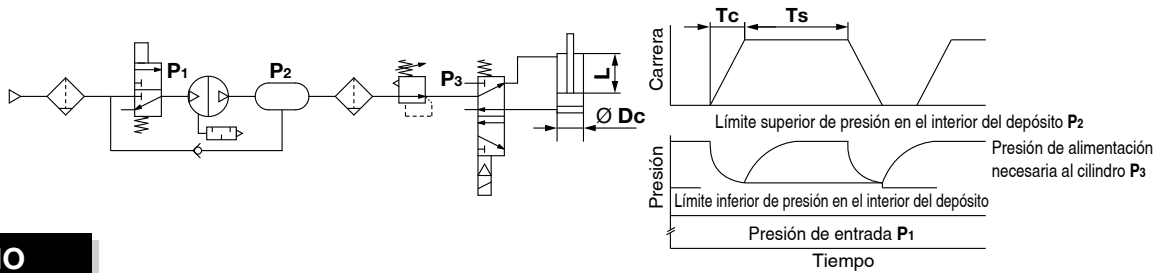 P1
P2
P3
L
Ø Dc
Tc
Ts
Carrera
Límite superior de presión en el interior del depósito P2
Presión de alimentación
necesaria al cilindro P3
Presión
Límite inferior de presión en el interior del depósito
Presión de entrada P1
Tiempo